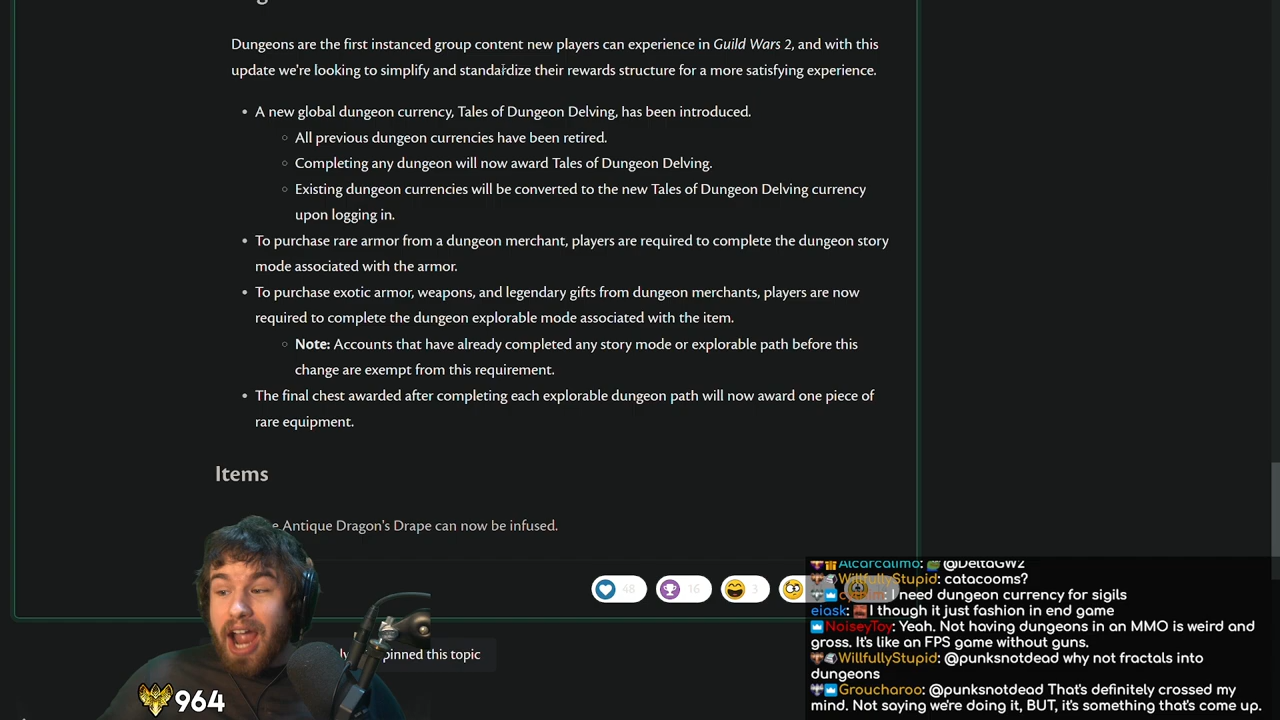 Dungeons are the first instanced group content new players can experience in Guild Wars 2, and with this
update we're looking to simplify and standardize their rewards structure for a more satisfying experience.
• A new global dungeon currency, Tales of Dungeon Delving, has been introduced.
○ All previous dungeon currencies have been retired.
○ Completing any dungeon will now award Tales of Dungeon Delving.
○ Existing dungeon currencies will be converted to the new Tales of Dungeon Delving currency
upon logging in.
• To purchase rare armor from a dungeon merchant, players are required to complete the dungeon story
mode associated with the armor.
• To purchase exotic armor, weapons, and legendary gifts from dungeon merchants, players are now
required to complete the dungeon explorable mode associated with the item.
○ Note: Accounts that have already completed any story mode or explorable path before this
change are exempt from this requirement.
• The final chest awarded after completing each explorable dungeon path will now award one piece of
rare equipment.
Items
Antique Dragon's Drape can now be infused.
48 16 3
pinned this topic
964
Alcarcalimo: @DeltaGW2
WillfullyStupid: catacooms?
I need dungeon currency for sigils
eiask: I though it just fashion in end game
NoiseyToy: Yeah. Not having dungeons in an MMO is weird and
gross. It's like an FPS game without guns.
WillfullyStupid: @punksnotdead why not fractals into
dungeons
Groucharoo: @punksnotdead That's definitely crossed my
mind. Not saying we're doing it, BUT, it's something that's come up.